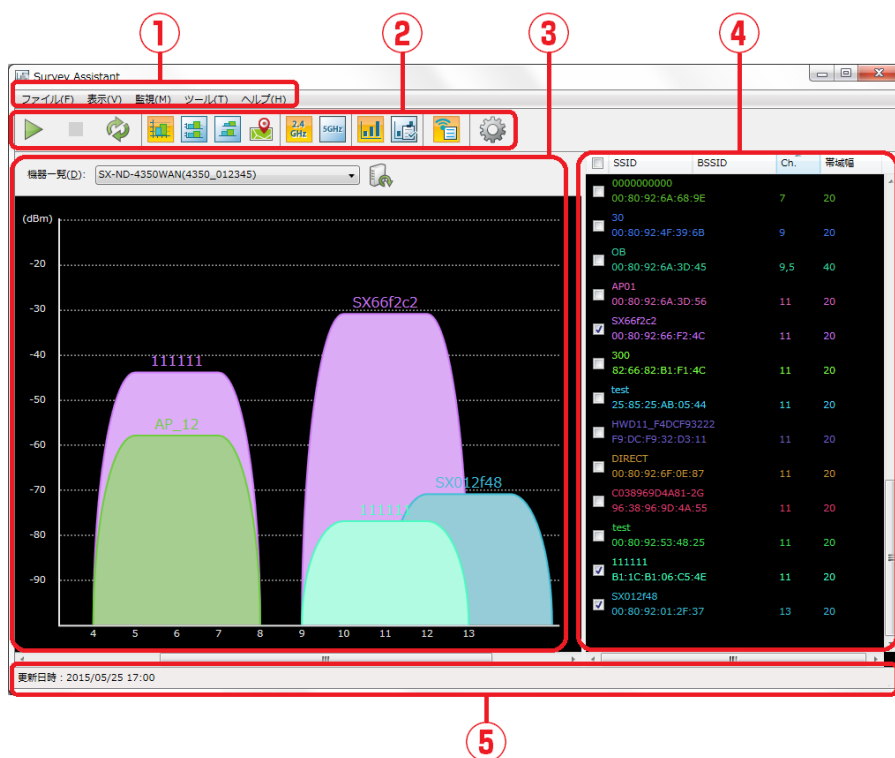 ① ② ③ ④
Survey Assistant
ファイル(F) 表示(V) 監視(M) ツール(T) ヘルプ(H)
2.4 GHz 5GHz
機器一覧(D): SX-ND-4350WAN(4350_012345)
(dBm)
-20
-30
-40
-50
-60
-70
-80
-90
SX66f2c2
111111
AP_12
SX012f48
11111
4 5 6 7 8 9 10 11 12 13
SSID BSSID Ch. 帯域幅
0000000000
00:80:92:6A:68:9E 7 20
30
00:80:92:4F:39:6B 9 20
OB
00:80:92:6A:3D:45 9,5 40
AP01
00:80:92:6A:3D:56 11 20
SX66f2c2
00:80:92:66:F2:4C 11 20
300
82:66:82:B1:F1:4C 11 20
test
25:85:25:AB:05:44 11 20
HWD11_F4DCF93222
F9:DC:F9:32:D3:11 11 20
DIRECT
00:80:92:6F:0E:87 11 20
C038969D4A81-2G
96:38:96:9D:4A:55 11 20
test
00:80:92:53:48:25 11 20
111111
B1:1C:B1:06:C5:4E 11 20
SX012f48
00:80:92:01:2F:37 13 20
更新日時 : 2015/05/25 17:00
⑤